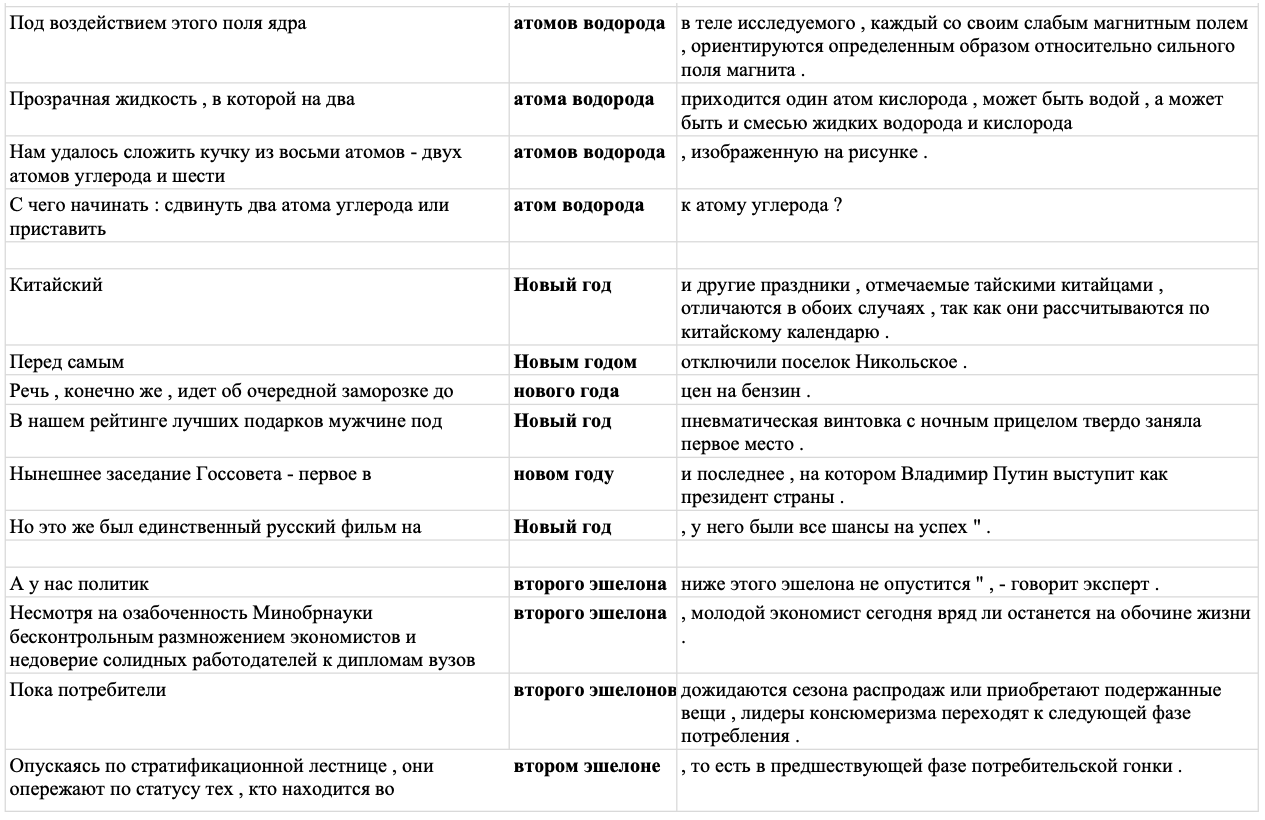 Под воздействием этого поля ядра атомов водорода в теле исследуемого , каждый со своим слабым магнитным полем
, ориентируются определенным образом относительно сильного
поля магнита .
Прозрачная жидкость , в которой на два атома водорода приходится один атом кислорода , может быть водой , а может
быть и смесью жидких водорода и кислорода
Нам удалось сложить кучку из восьми атомов - двух
атомов углерода и шести
атомов водорода
, изображенную на рисунке .
С чего начинать : сдвинуть два атома углерода или
приставить
атом водорода
к атому углерода ?
Китайский Новый год и другие праздники , отмечаемые тайскими китайцами ,
отличаются в обоих случаях , так как они рассчитываются по
китайскому календарю .
Перед самым Новым годом отключили поселок Никольское .
Речь , конечно же , идет об очередной заморозке до нового года цен на бензин .
В нашем рейтинге лучших подарков мужчине под Новый год пневматическая винтовка с ночным прицелом твердо заняла
первое место .
Нынешнее заседание Госсовета - первое в новом году и последнее , на котором Владимир Путин выступит как
президент страны .
Но это же был единственный русский фильм на Новый год , у него были все шансы на успех " .
А у нас политик второго эшелона ниже этого эшелона не опустится " , - говорит эксперт .
Несмотря на озабоченность Минобрнауки
бесконтрольным размножением экономистов и
недоверие солидных работодателей к дипломам вузов
второго эшелона
, молодой экономист сегодня вряд ли останется на обочине жизни
.
Пока потребители второго эшелонов дожидаются сезона распродаж или приобретают подержанные
вещи , лидеры консюмеризма переходят к следующей фазе
потребления .
Опускаясь по стратификационной лестнице , они
опережают по статусу тех , кто находится во
втором эшелоне
, то есть в предшествующей фазе потребительской гонки .